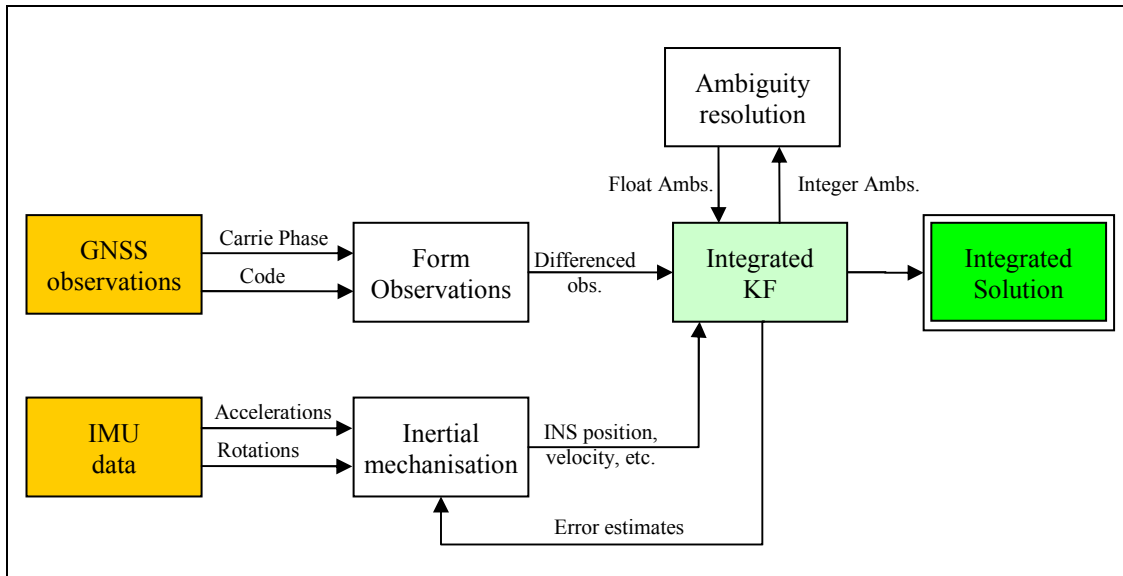 Ambiguity
resolution
Float Ambs.
Integer Ambs.
GNSS
observations
Carrie Phase
Code
Form
Observations
Differenced
obs.
Integrated
KF
Integrated
Solution
IMU
data
Accelerations
Rotations
Inertial
mechanisation
INS position,
velocity, etc.
Error estimates